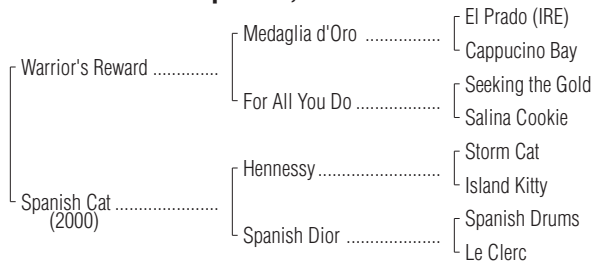 El Prado (IRE)
Medaglia d'Oro ................
Cappucino Bay
Warrior's Reward ..............
Seeking the Gold
For All You Do ..................
Salina Cookie
Storm Cat
Hennessy ..........................
Island Kitty
Spanish Cat ......................
(2000)
Spanish Drums
Spanish Dior ....................
Le Clerc